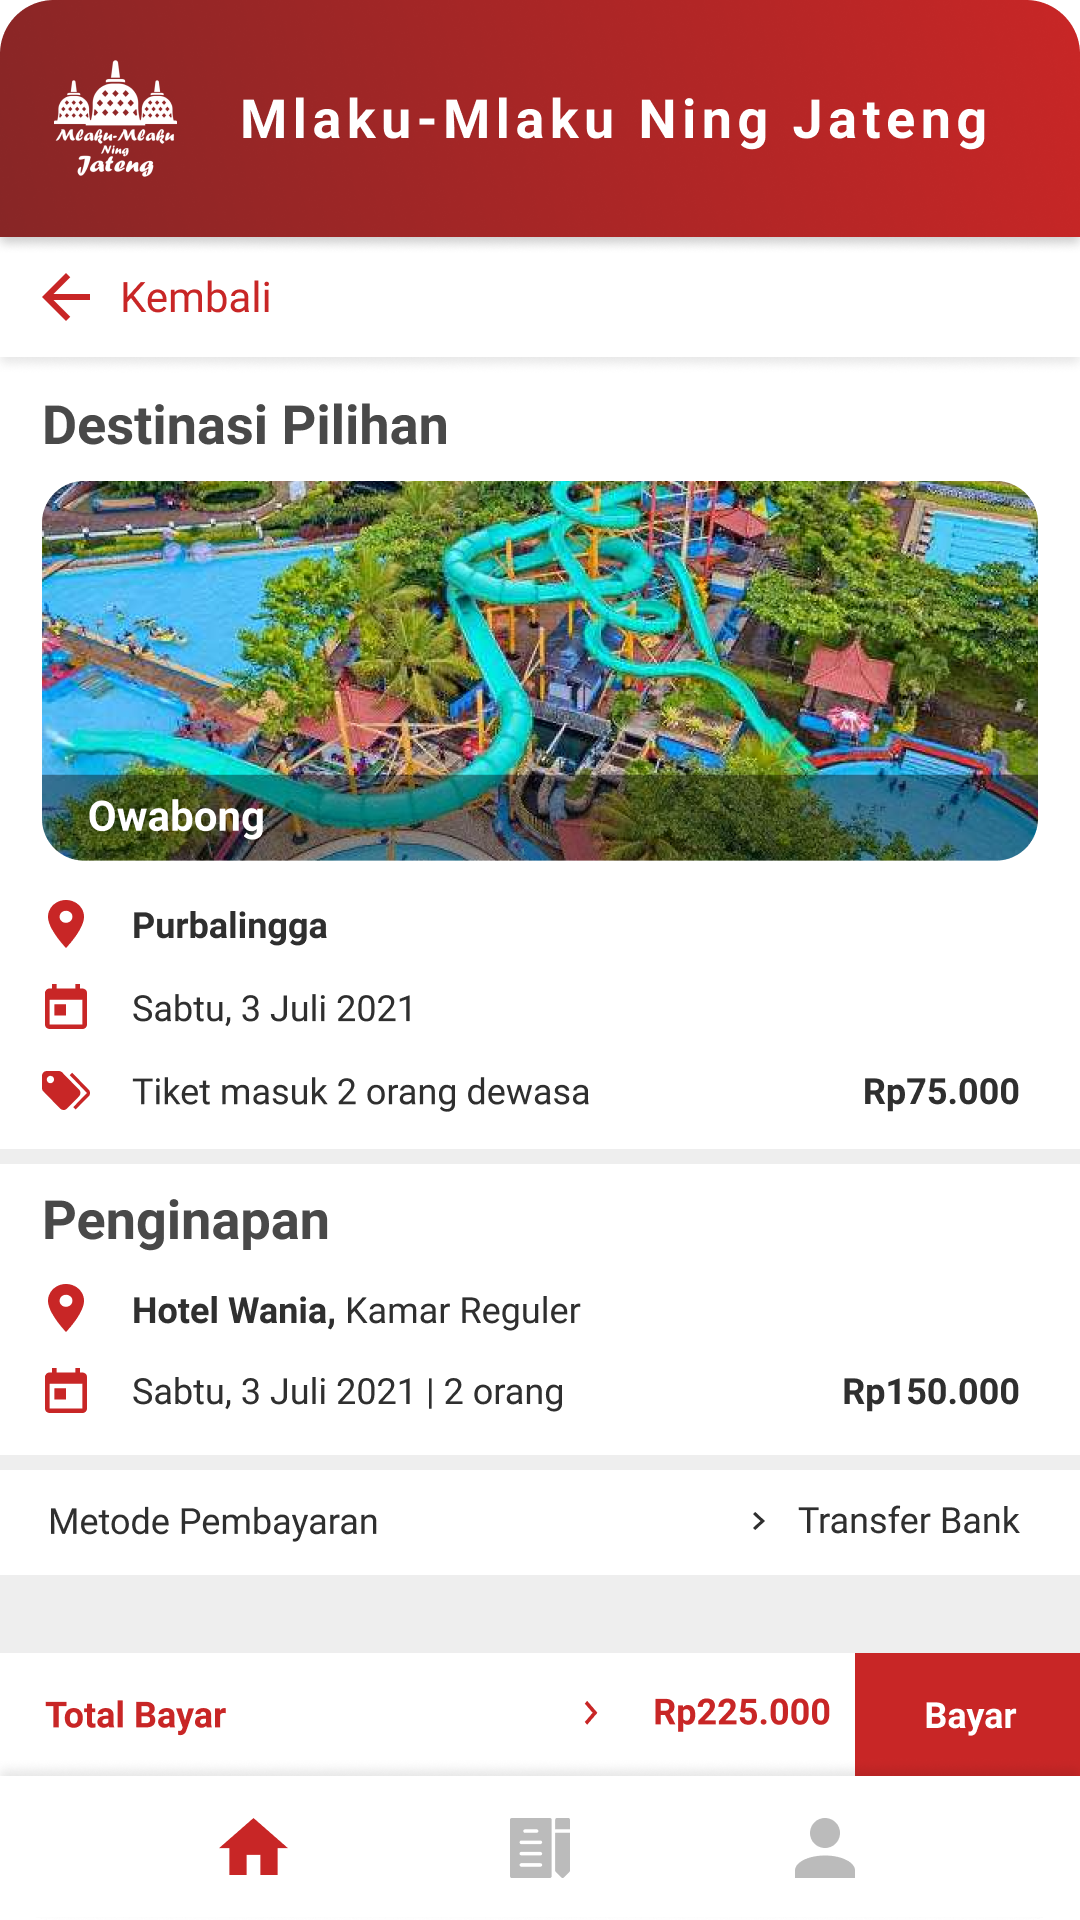 Mlaku-Mlaku
Ning
Jateng
Mlaku-Mlaku Ning Jateng
Kembali
Destinasi Pilihan
Owabong
Purbalingga
Sabtu, 3 Juli 2021
Tiket masuk 2 orang dewasa Rp75.000
Penginapan
Hotel Wania, Kamar Reguler
Sabtu, 3 Juli 2021 | 2 orang Rp150.000
Metode Pembayaran > Transfer Bank
Total Bayar > Rp225.000 Bayar